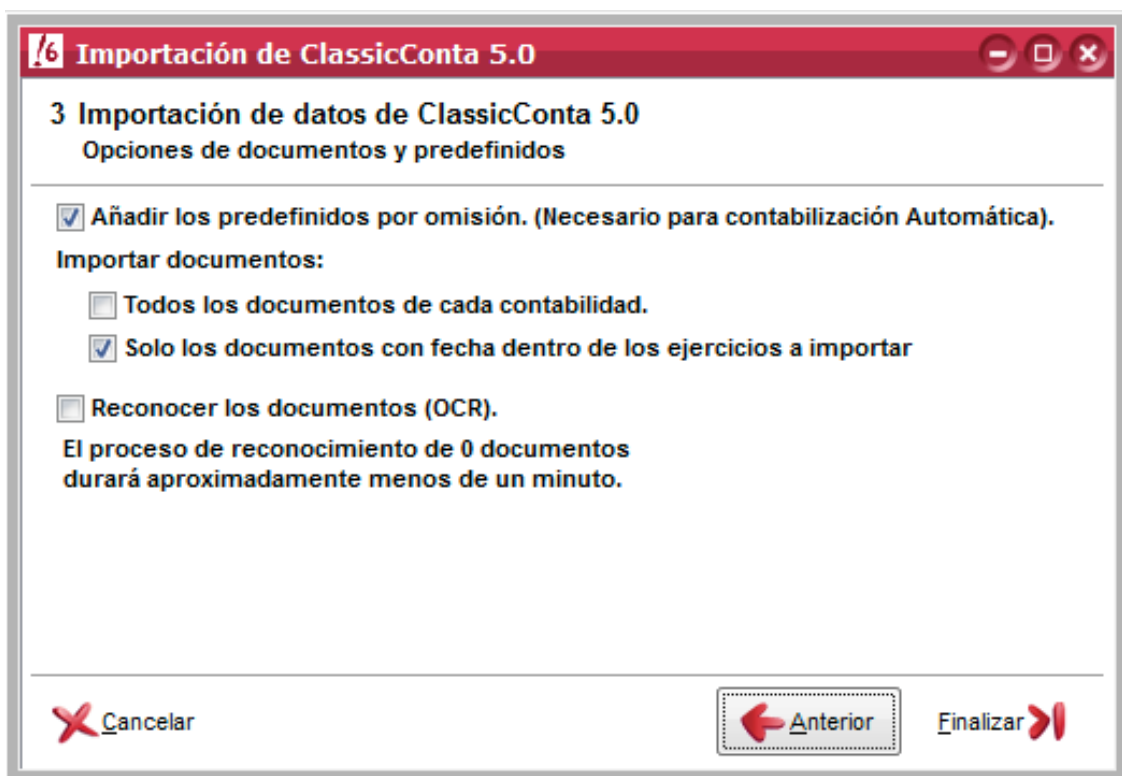 /6 Importación de ClassicConta 5.0
3 Importación de datos de ClassicConta 5.0
Opciones de documentos y predefinidos
Añadir los predefinidos por omisión. (Necesario para contabilización Automática).
Importar documentos:
Todos los documentos de cada contabilidad.
Solo los documentos con fecha dentro de los ejercicios a importar
Reconocer los documentos (OCR).
El proceso de reconocimiento de 0 documentos
durará aproximadamente menos de un minuto.
Cancelar Anterior Finalizar